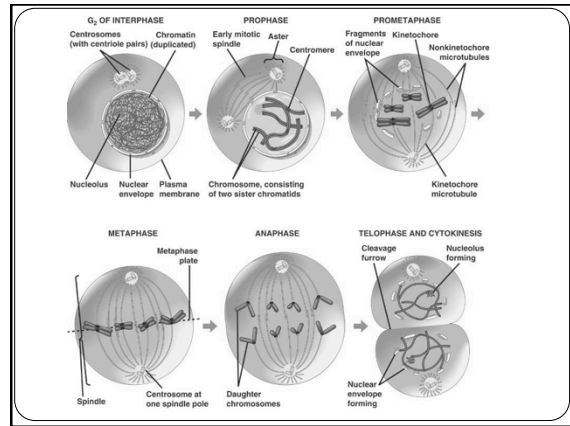 G2 OF INTERPHASE
Centrosomes
(with centriole pairs)
Chromatin
(duplicated)
Nucleolus
Nuclear
envelope
Plasma
membrane
PROPHASE
Early mitotic
spindle
Aster
Centromere
Chromosome, consisting
of two sister chromatids
PROMETAPHASE
Fragments
of nuclear
envelope
Kinetochore
Nonkinetochore
microtubules
Kinetochore
microtubule
METAPHASE
Metaphase
plate
Spindle
Centrosome at
one spindle pole
ANAPHASE
Daughter
chromosomes
TELOPHASE AND CYTOKINESIS
Cleavage
furrow
Nucleolus
forming
Nuclear
envelope
forming